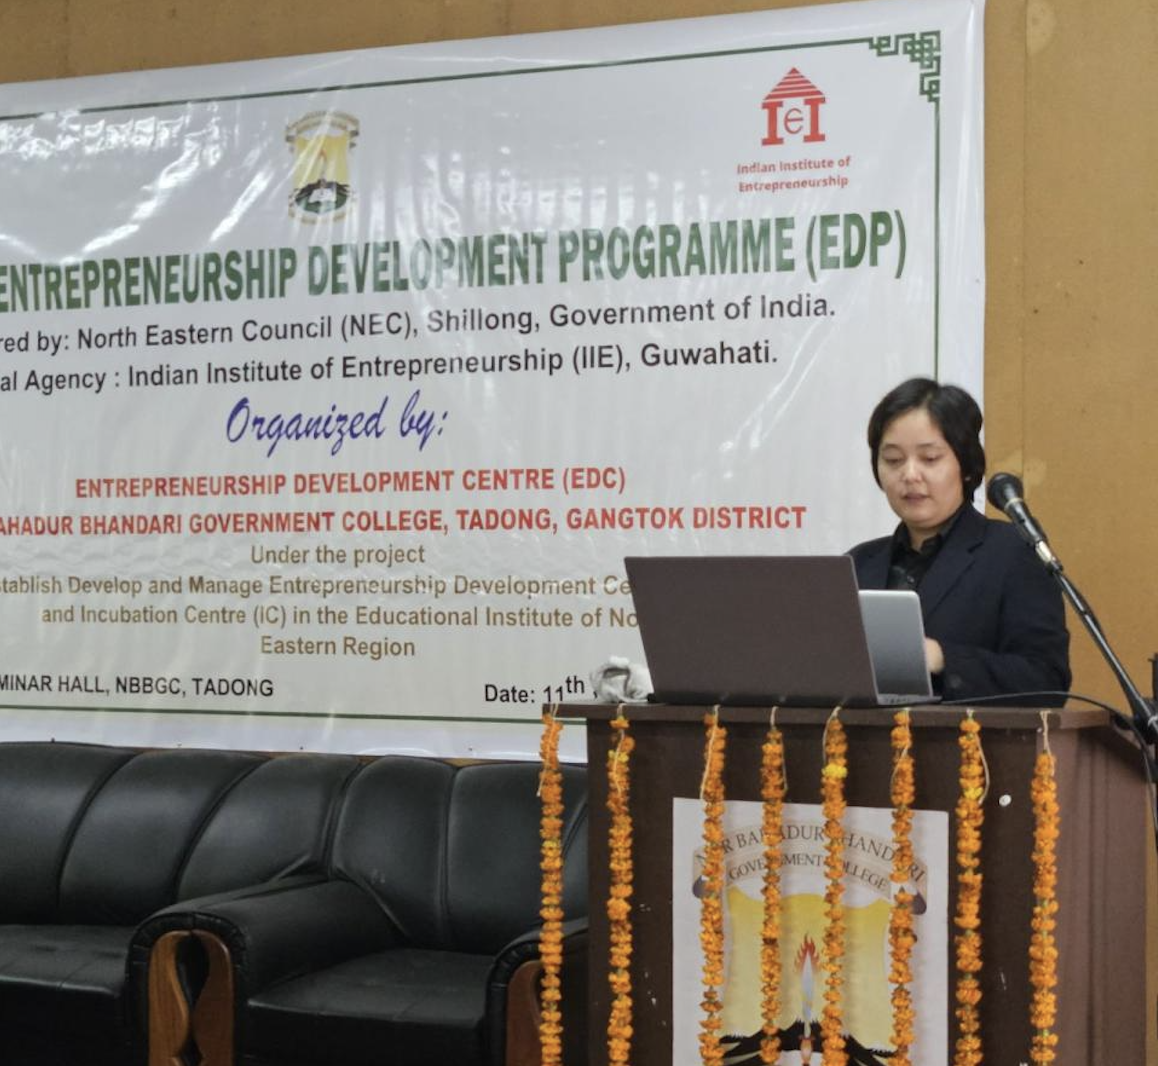 Indian Institute of
Entrepreneurship
ENTREPRENEURSHIP DEVELOPMENT PROGRAMME (EDP)
red by: North Eastern Council (NEC), Shillong, Government of India.
al Agency : Indian Institute of Entrepreneurship (IIE), Guwahati.
Organized by:
ENTREPRENEURSHIP DEVELOPMENT CENTRE (EDC)
AHADUR BHANDARI GOVERNMENT COLLEGE, TADONG, GANGTOK DISTRICT
Under the project
stablish Develop and Manage Entrepreneurship Development Ce
and Incubation Centre (IC) in the Educational Institute of No
Eastern Region
MINAR HALL, NBBGC, TADONG
Date: 11th
BAHADUR BHANDARI
GOVERNMENT COLLEGE